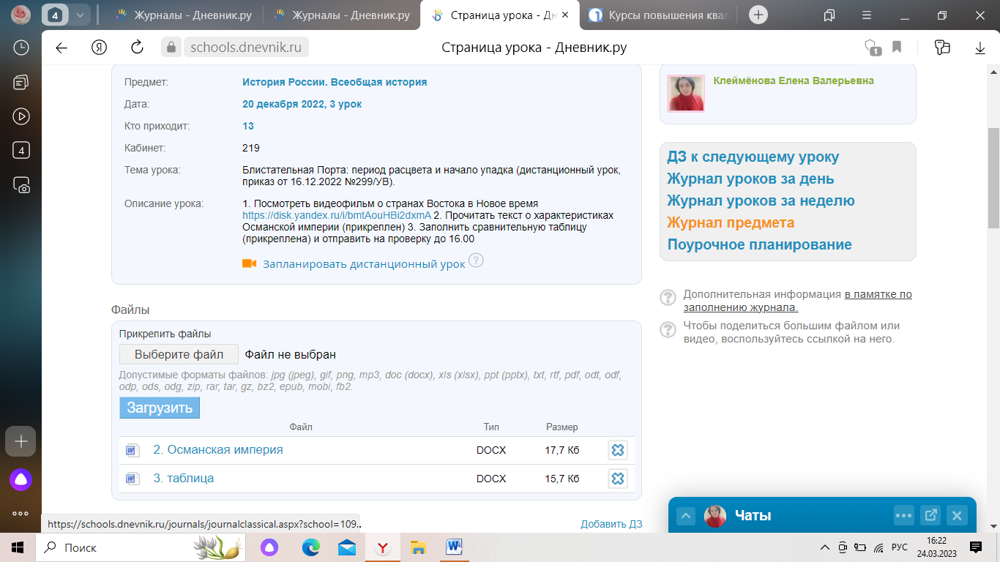 4
Журналы - Дневник.ру
Журналы - Дневник.ру
Страница урока - Дн
Курсы повышения квал
schools.dnevnik.ru
Страница урока - Дневник.ру
1
4
Предмет: История России. Всеобщая история
Дата: 20 декабря 2022, 3 урок
Кто приходит: 13
Кабинет: 219
Тема урока: Блистательная Порта: период расцвета и начало упадка (дистанционный урок,
приказ от 16.12.2022 №299/УВ).
Описание урока: 1. Посмотреть видеофильм о странах Востока в Новое время
https://disk.yandex.ru/i/bmtAouHBi2dxmA 2. Прочитать текст о характеристиках
Османской империи (прикреплен) 3. Заполнить сравнительную таблицу
(прикреплена) и отправить на проверку до 16.00
Запланировать дистанционный урок ?
Файлы
Прикрепить файлы
Выберите файл Файл не выбран
Допустимые форматы файлов: jpg (jpeg), gif, png, mp3, doc (docx), xls (xlsx), ppt (pptx), txt, rtf, pdf, odt, odf,
odp, ods, odg, zip, rar, tar, gz, bz2, epub, mobi, fb2.
Загрузить
Файл Тип Размер
2. Османская империя DOCX 17,7 Кб
3. таблица DOCX 15,7 Кб
Добавить ДЗ
Клеймёнова Елена Валерьевна
ДЗ к следующему уроку
Журнал уроков за день
Журнал уроков за неделю
Журнал предмета
Поурочное планирование
? Дополнительная информация в памятке по
заполнению журнала.
? Чтобы поделиться большим файлом или
видео, воспользуйтесь ссылкой на него.
Чаты
https://schools.dnevnik.ru/journals/journalclassical.aspx?school=109..
Поиск
РУС
16:22
24.03.2023